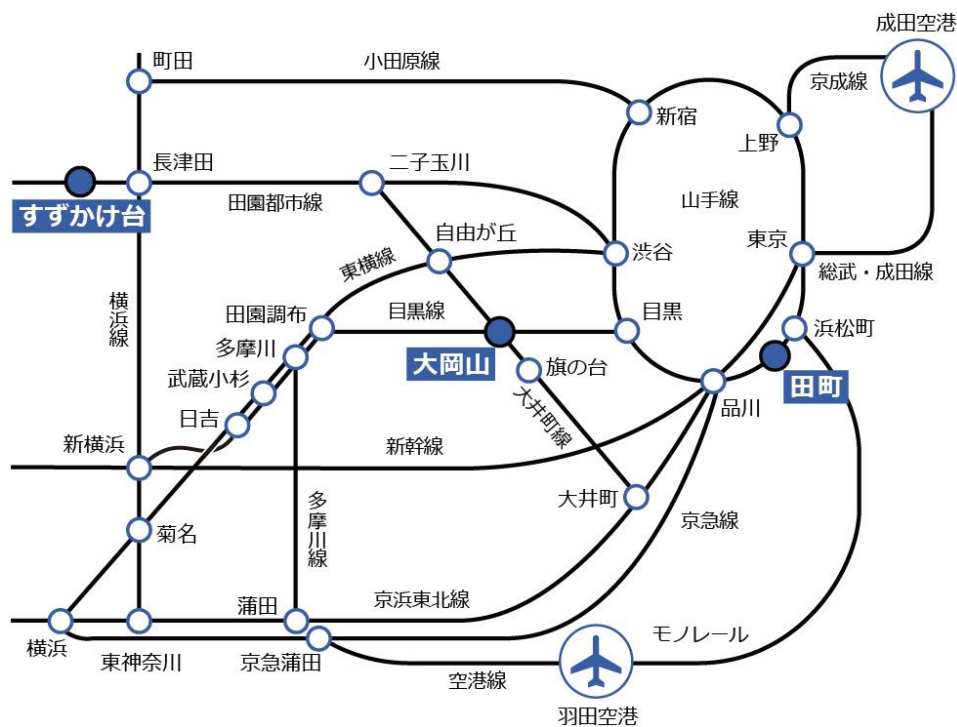 成田空港
町田
小田原線
京成線
新宿
上野
長津田
二子玉川
すずかけ台
田園都市線
山手線
自由が丘
東京
渋谷
東横線
総武・成田線
横浜線
田園調布
目黒線
目黒
浜松町
多摩川
大岡山
旗の台
田町
武蔵小杉
大井町線
品川
日吉
新横浜
新幹線
大井町
京急線
菊名
多摩川線
蒲田
京浜東北線
モノレール
横浜
東神奈川
京急蒲田
空港線
羽田空港